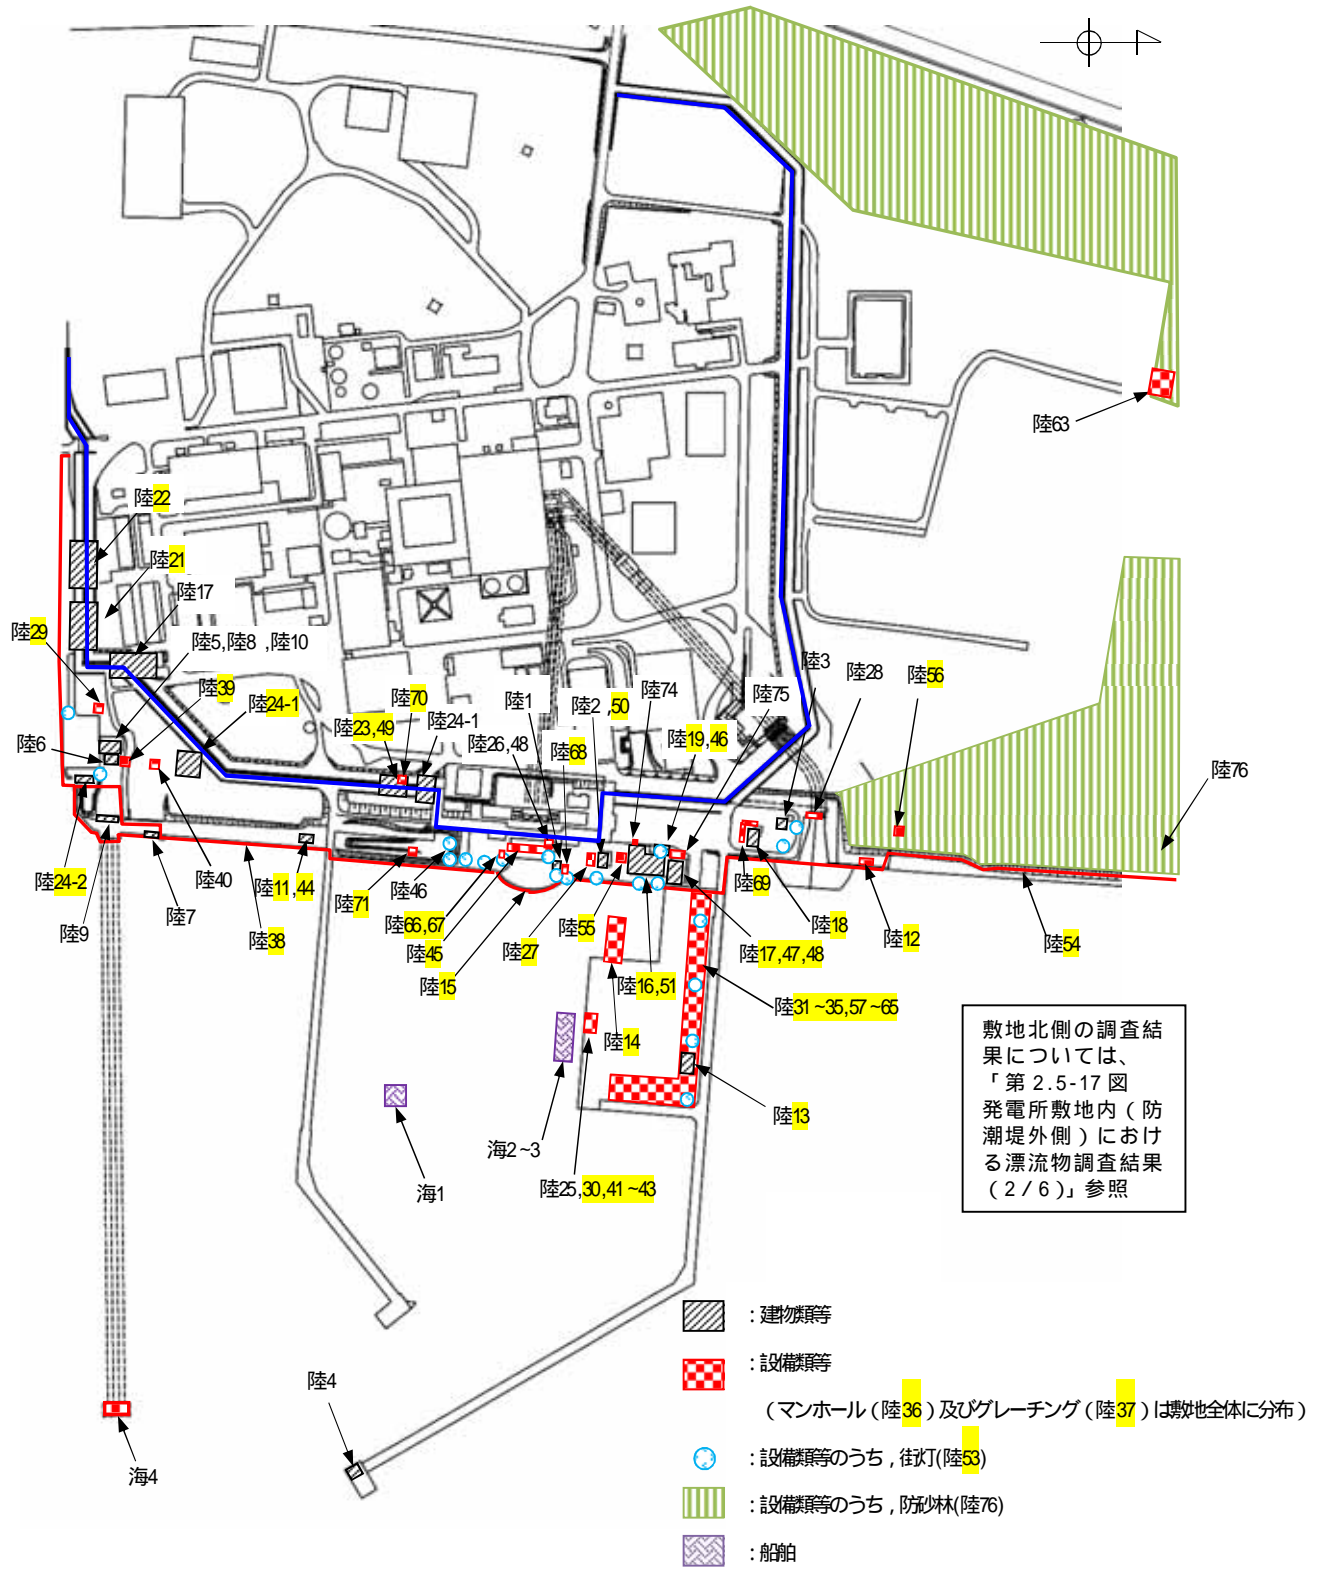 陸63
陸22
陸21
陸17
陸29
陸5,陸8 ,陸10
陸3
陸28
陸56
陸39
陸24-1
陸70
陸24-1
陸1
陸2 ,50
陸74
陸75
陸23,49
陸6
陸26,48
陸68
陸19,46
陸76
陸24-2
陸9
陸7
陸40
陸11,44
陸38
陸71
陸46
陸66,67
陸45
陸15
陸27
陸55
陸16,51
陸17,47,48
陸69
陸18
陸12
陸54
陸14
陸31~35,57~65
陸13
海2~3
海1
陸25,30,41~43
敷地北側の調査結
果については、
「第 2.5-17 図
発電所敷地内（防
潮堤外側）におけ
る漂流物調査結果
（2/6）」参照
陸4
海4
：建物類等
：設備類等
（マンホール（陸36）及びグレーチング（陸37）は敷地全体に分布）
：設備類等のうち，街灯(陸53)
：設備類等のうち，防砂林(陸76)
：船舶